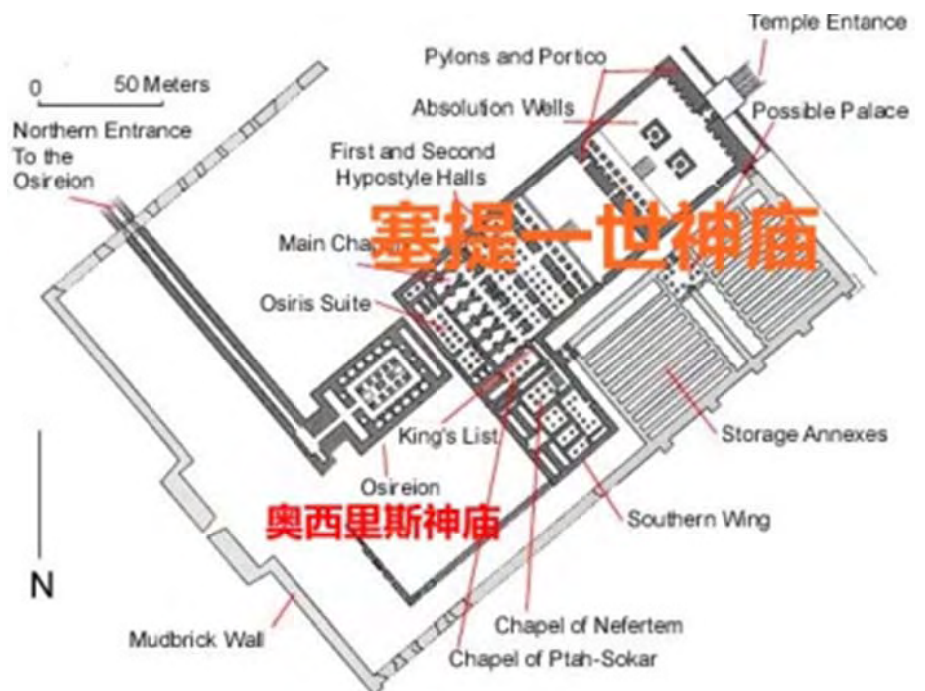 Temple Entance
Pylons and Portico
0 50 Meters
Absolution Wells
Possible Palace
Northern Entrance
To the
Osireion
First and Second
Hypostyle Halls
塞提一世神庙
Main
Osiris Suite
King's List
Storage Annexes
Osireion
奥西里斯神庙
Southern Wing
N
Chapel of Nefertem
Mudbrick Wall
Chapel of Ptah-Sokar